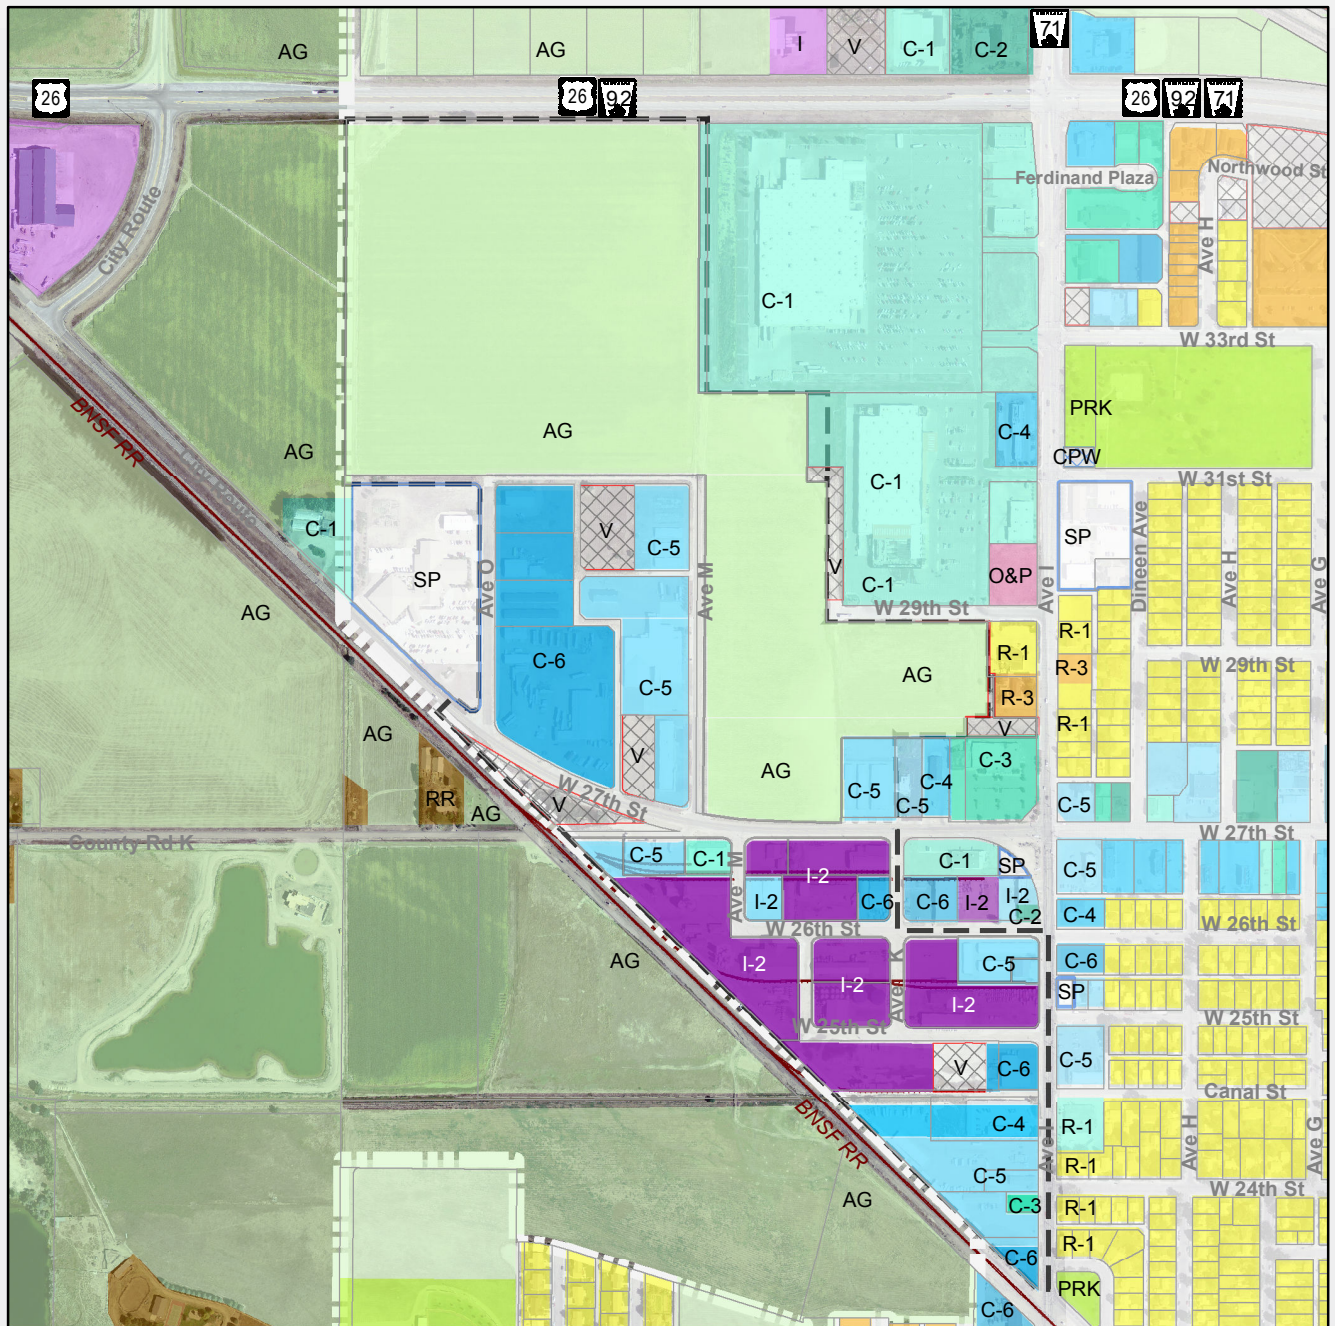 71
AG
AG
I
V
C-1
C-2
26
26
92
26
92
71
City Route
Ferdinand Plaza
Northwood St
Ave H
C-1
W 33rd St
BNSF RR
AG
AG
C-4
PRK
CPW
W 31st St
C-1
C-1
SP
Ave O
V
C-5
Ave M
V
C-1
O&P
W 29th St
SP
Ave I
Dineen Ave
Ave H
Ave G
AG
C-6
C-5
AG
R-1
R-3
V
R-1
R-3
R-1
W 29th St
AG
V
AG
C-5
C-5
C-4
C-3
C-5
RR
AG
V
W 27th St
W 27th St
County Rd K
C-5
C-1
Ave M
I-2
I-2
C-6
C-1
SP
C-6
I-2
I-2
C-2
C-5
C-4
W 26th St
W 26th St
AG
I-2
I-2
Ave K
C-5
I-2
C-6
SP
W 25th St
W 25th St
V
C-6
C-5
Canal St
BNSF RR
C-4
Ave I
R-1
R-1
Ave H
Ave G
C-5
AG
C-3
W 24th St
R-1
R-1
C-6
C-6
PRK